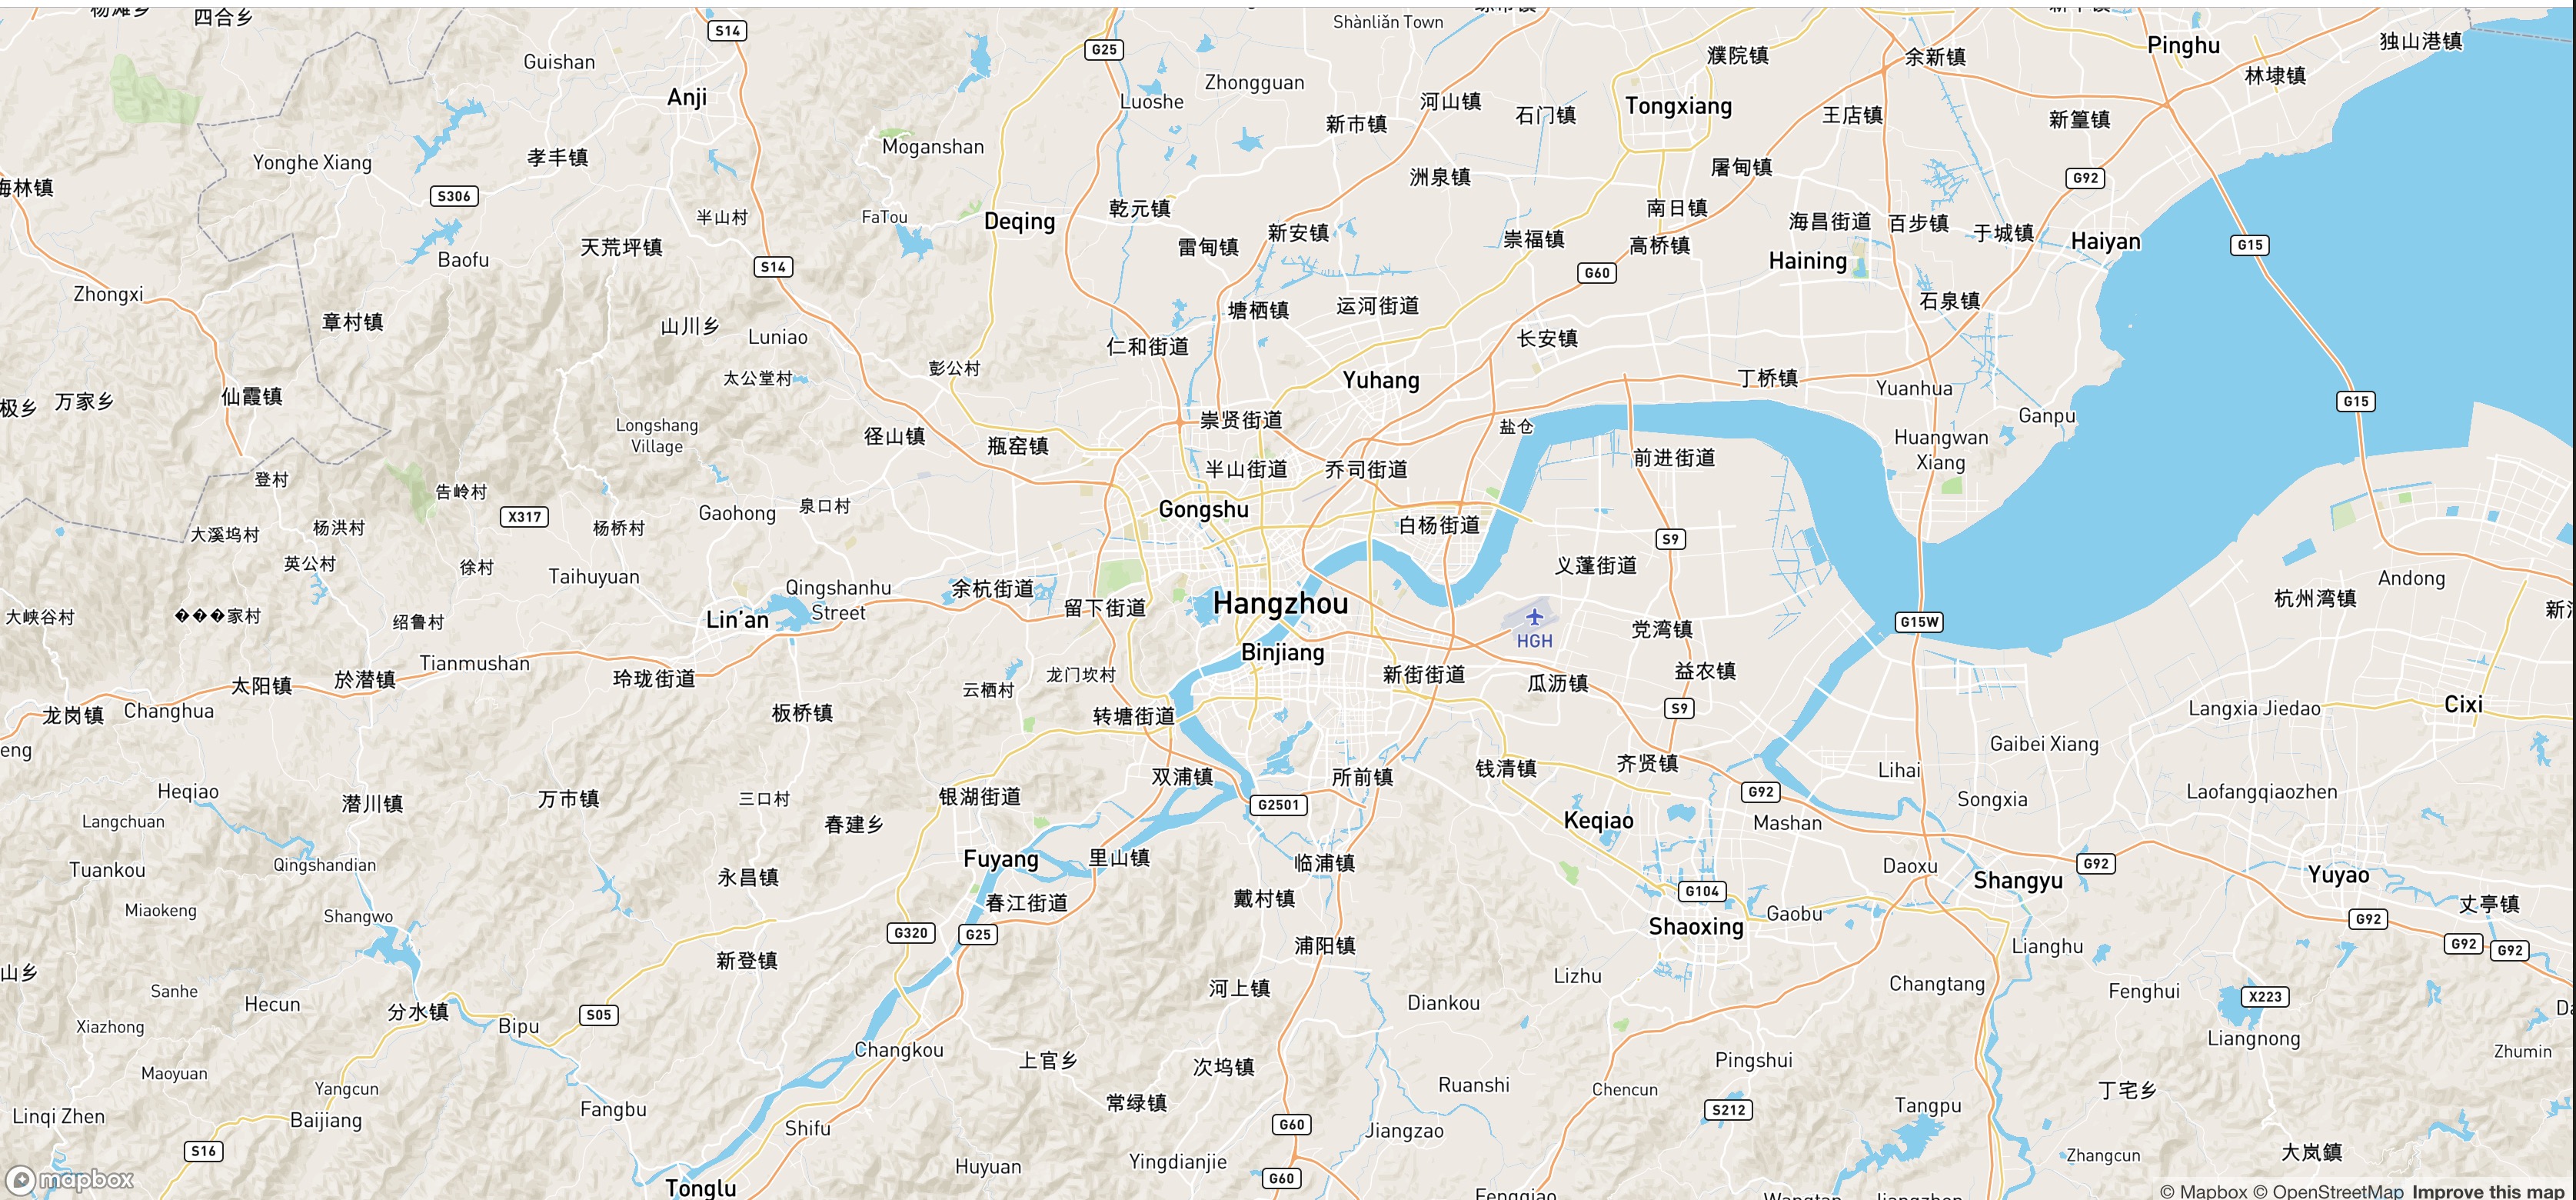 四合乡
Shànliǎn Town
S14
Guishan
G25
Zhongguan
濮院镇
余新镇
Pinghu
独山港镇
林埭镇
Anji
Luoshe
河山镇
石门镇
Tongxiang
王店镇
新篁镇
新市镇
Yonghe Xiang
孝丰镇
Moganshan
洲泉镇
屠甸镇
G92
海林镇
S306
半山村
FaTou
Deqing
乾元镇
南日镇
海昌街道
百步镇
于城镇
Haiyan
G15
Baofu
天荒坪镇
雷甸镇
新安镇
崇福镇
高桥镇
S14
G60
Haining
Zhongxi
章村镇
山川乡
Luniao
塘栖镇
运河街道
石泉镇
仁和街道
长安镇
极乡
万家乡
仙霞镇
太公堂村
彭公村
Yuhang
丁桥镇
Yuanhua
G15
Longshang
Village
径山镇
瓶窑镇
崇贤街道
盐仓
Ganpu
Huangwan
Xiang
登村
告岭村
半山街道
乔司街道
前进街道
X317
Gaohong
泉口村
Gongshu
大溪坞村
杨洪村
杨桥村
白杨街道
S9
英公村
徐村
Taihuyuan
义蓬街道
Andong
Qingshanhu
Street
余杭街道
杭州湾镇
大峡谷村
���家村
绍鲁村
Lin'an
留下街道
Hangzhou
HGH
党湾镇
G15W
Tianmushan
Binjiang
太阳镇
於潜镇
玲珑街道
云栖村
龙门坎村
新街街道
瓜沥镇
益农镇
龙岗镇
Changhua
板桥镇
转塘街道
S9
Langxia Jiedao
Cixi
eng
Gaibei Xiang
Heqiao
潜川镇
万市镇
三口村
银湖街道
双浦镇
G2501
所前镇
钱清镇
齐贤镇
G92
Lihai
Songxia
Laofangqiaozhen
Langchuan
春建乡
Keqiao
Mashan
Tuankou
Qingshandian
Fuyang
里山镇
临浦镇
Daoxu
G92
永昌镇
Shangyu
Yuyao
Miaokeng
Shangwo
春江街道
戴村镇
G104
Gaobu
丈亭镇
G320
G25
Shaoxing
G92
山乡
新登镇
浦阳镇
Lianghu
G92
G92
Sanhe
Hecun
分水镇
河上镇
Lizhu
Diankou
Changtang
Fenghui
X223
Xiazhong
Bipu
S05
Liangnong
Changkou
上官乡
次坞镇
Pingshui
Zhumin
Maoyuan
Yangcun
Ruanshi
Chencun
丁宅乡
Linqi Zhen
Baijiang
Fangbu
常绿镇
S212
Tangpu
Shifu
G60
Jiangzao
S16
Huyuan
Yingdianjie
Zhangcun
大岚镇
G60
Tonglu
mapbox
© Mapbox © OpenStreetMap Improve this map